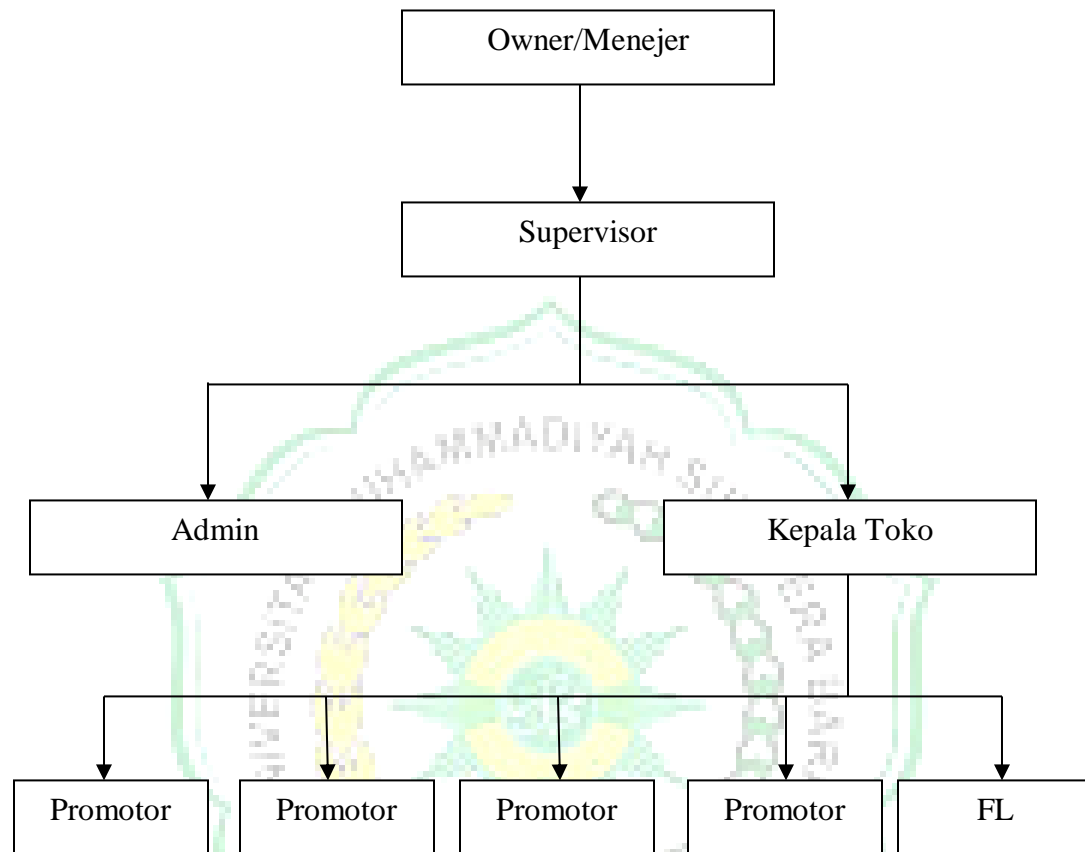 Owner/Menejer
Supervisor
Admin
Kepala Toko
Promotor
Promotor
Promotor
Promotor
FL